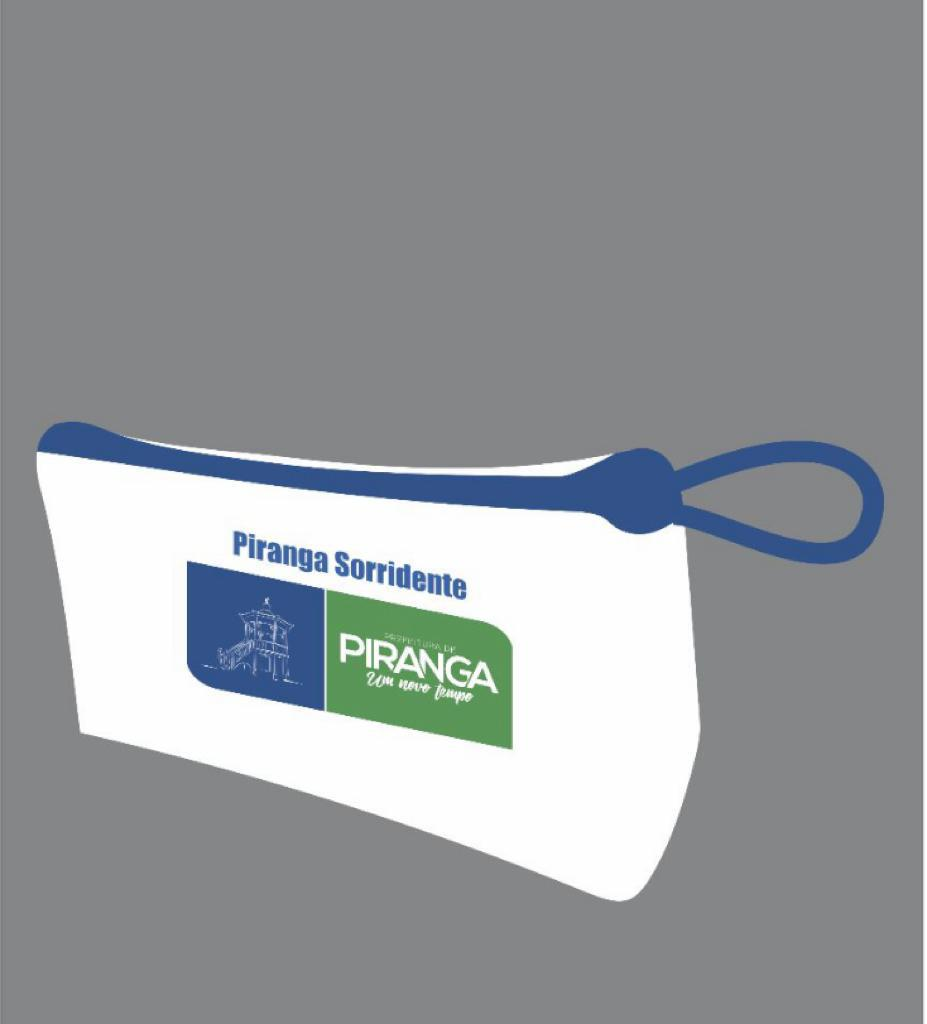 Piranga Sorridente
PREFEITURA DE
PIRANGA
Um novo tempo